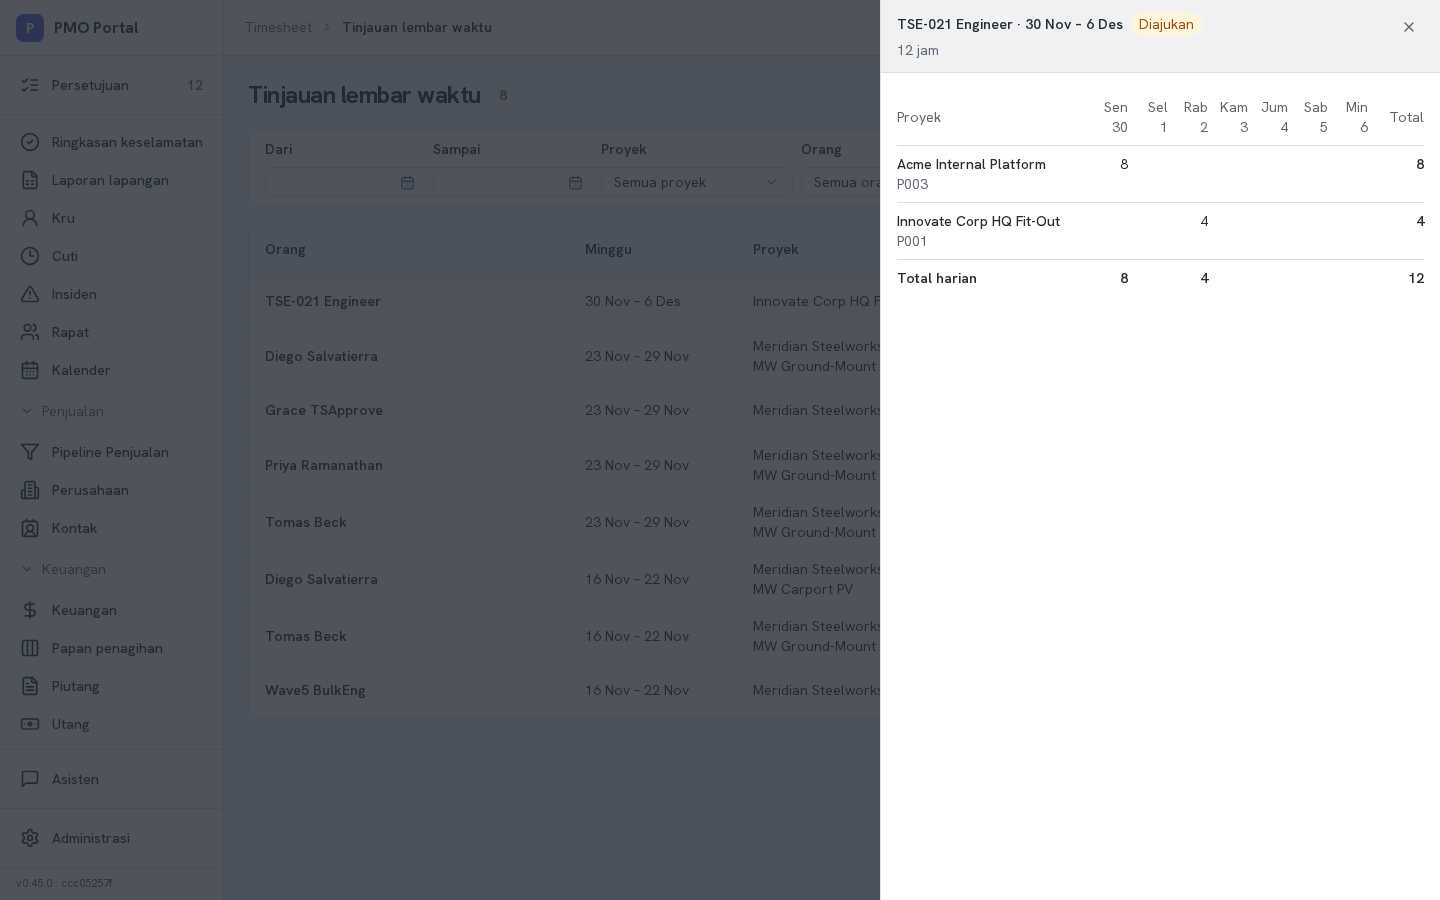 P PMO Portal
Persetujuan 12
Ringkasan keselamatan
Laporan lapangan
Kru
Cuti
Insiden
Rapat
Kalender
Penjualan
Pipeline Penjualan
Perusahaan
Kontak
Keuangan
Keuangan
Papan penagihan
Piutang
Utang
Asisten
Administrasi
v0.45.0 · ccc05257f
Timesheet > Tinjauan lembar waktu
Tinjauan lembar waktu 8
Dari Sampai Proyek Orang
Semua proyek Semua
Orang Minggu Proyek
TSE-021 Engineer 30 Nov – 6 Des Innovate Corp HQ
Diego Salvatierra 23 Nov – 29 Nov Meridian Steelworks
MW Ground-Mount
Grace TSApprove 23 Nov – 29 Nov Meridian Steelworks
Priya Ramanathan 23 Nov – 29 Nov Meridian Steelworks
MW Ground-Mount
Tomas Beck 23 Nov – 29 Nov Meridian Steelworks
MW Ground-Mount
Diego Salvatierra 16 Nov – 22 Nov Meridian Steelworks
MW Carport PV
Tomas Beck 16 Nov – 22 Nov Meridian Steelworks
MW Ground-Mount
Wave5 BulkEng 16 Nov – 22 Nov Meridian Steelworks
TSE-021 Engineer · 30 Nov – 6 Des Diajukan
12 jam
Proyek Sen 30 Sel 1 Rab 2 Kam 3 Jum 4 Sab 5 Min 6 Total
Acme Internal Platform 8 8
P003
Innovate Corp HQ Fit-Out 4 4
P001
Total harian 8 4 12